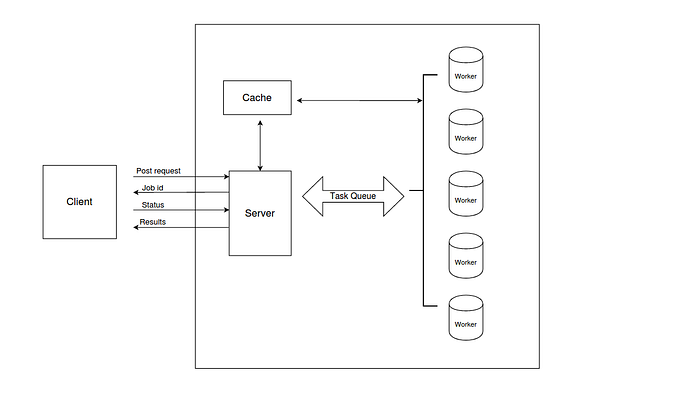 Worker
Cache
Worker
Post request
Job id
Client
Status
Results
Server
Task Queue
Worker
Worker
Worker